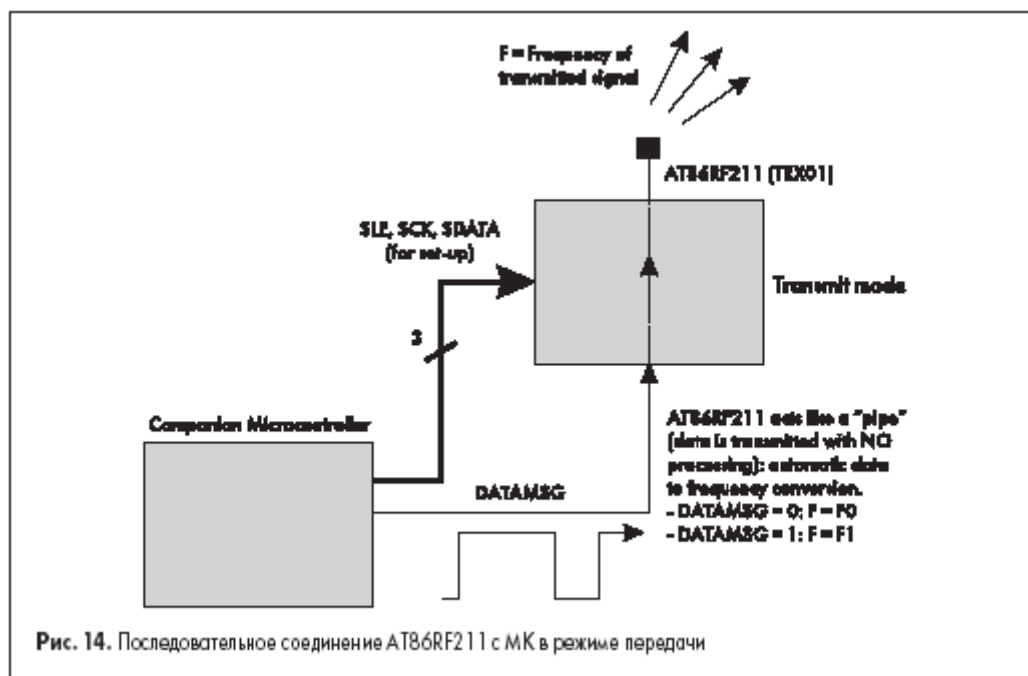 F = Frequency of
transmitted signal
AT86RF211 (TEX01)
SLE, SCK, SDATA
(for set-up)
Transmit mode
3
Companion Microcontroller
AT86RF211 acts like a "pipe"
(data is transmitted with NO
processing): automatic data
to frequency conversion.
- DATAMSG = 0; F = F0
- DATAMSG = 1: F = F1
DATAMSG
Рис. 14. Последовательное соединение AT86RF211 с МК в режиме передачи